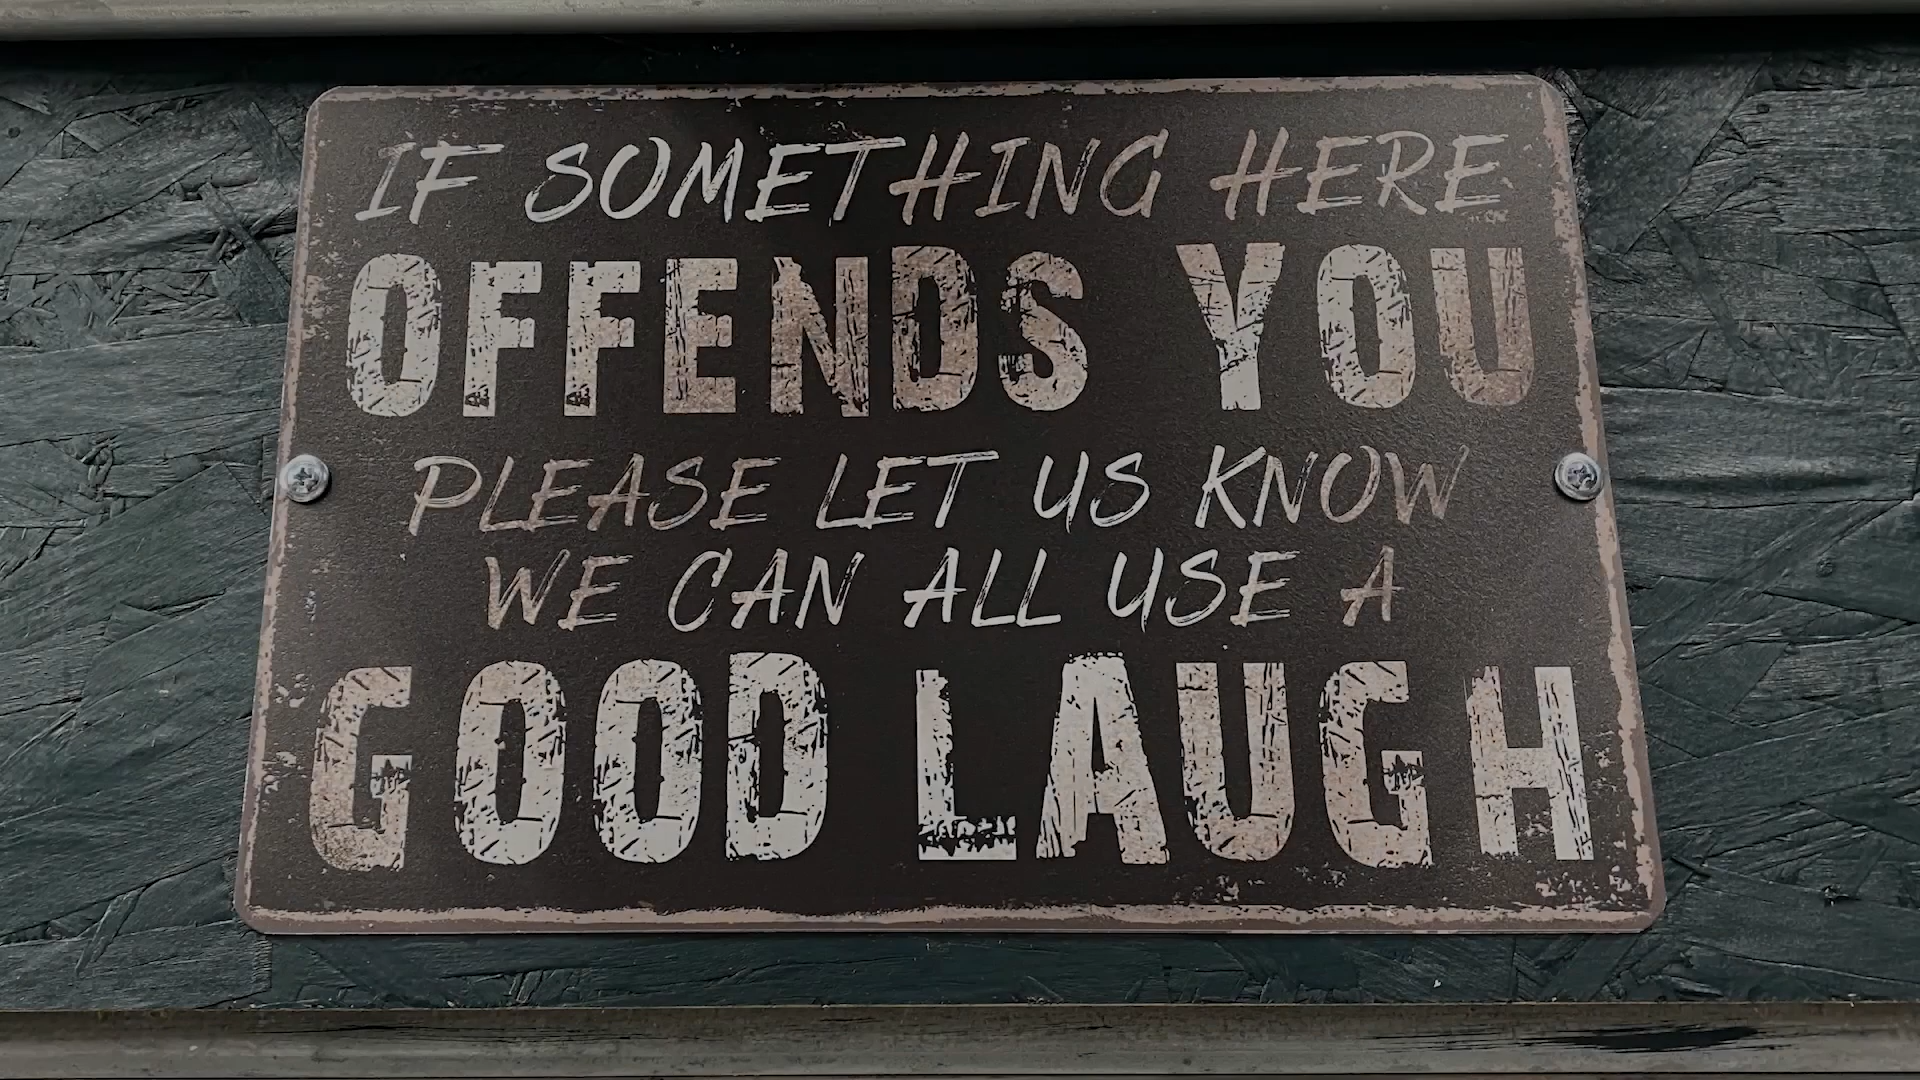 IF SOMETHING HERE
OFFENDS YOU
PLEASE LET US KNOW
WE CAN ALL USE A
GOOD LAUGH